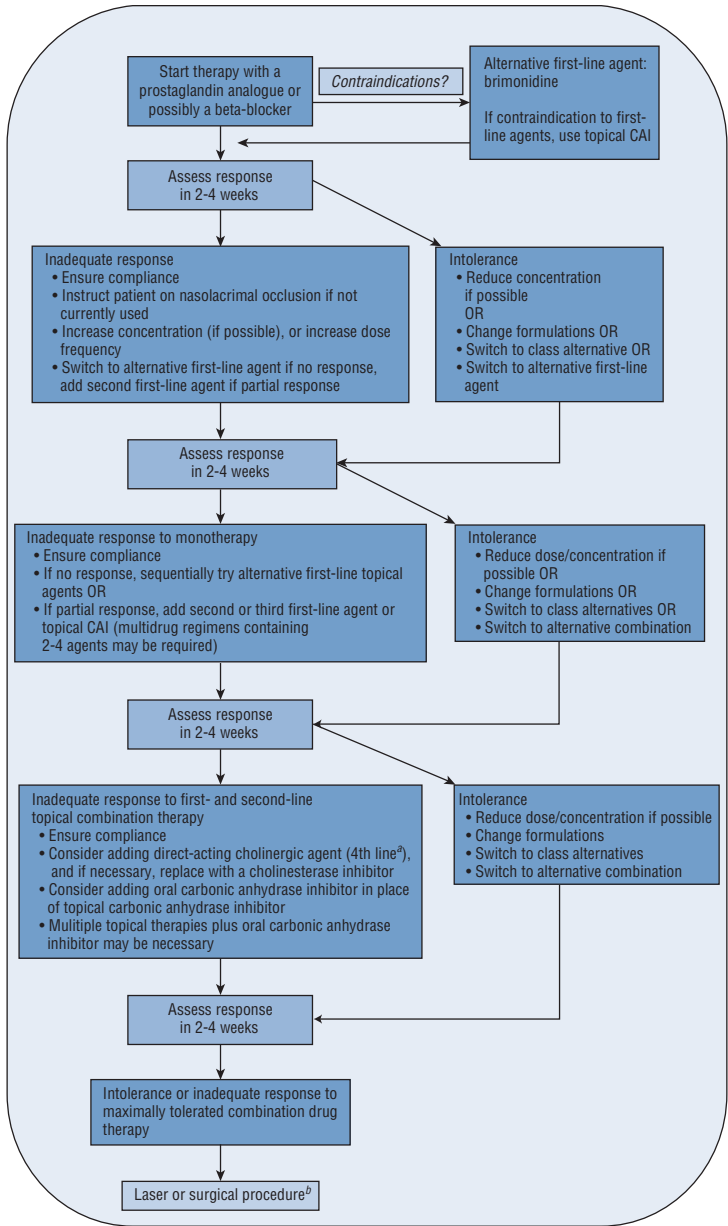 Start therapy with a
prostaglandin analogue or
possibly a beta-blocker
Contraindications?
Alternative first-line agent:
brimonidine
If contraindication to first-
line agents, use topical CAI
Assess response
in 2-4 weeks
Inadequate response
• Ensure compliance
• Instruct patient on nasolacrimal occlusion if not
currently used
• Increase concentration (if possible), or increase dose
frequency
• Switch to alternative first-line agent if no response,
add second first-line agent if partial response
Intolerance
• Reduce concentration
if possible
OR
• Change formulations OR
• Switch to class alternative OR
• Switch to alternative first-line
agent
Assess response
in 2-4 weeks
Inadequate response to monotherapy
• Ensure compliance
• If no response, sequentially try alternative first-line topical
agents OR
• If partial response, add second or third first-line agent or
topical CAI (multidrug regimens containing
2-4 agents may be required)
Intolerance
• Reduce dose/concentration if
possible OR
• Change formulations OR
• Switch to class alternatives OR
• Switch to alternative combination
Assess response
in 2-4 weeks
Inadequate response to first- and second-line
topical combination therapy
• Ensure compliance
• Consider adding direct-acting cholinergic agent (4th lineᵃ),
and if necessary, replace with a cholinesterase inhibitor
• Consider adding oral carbonic anhydrase inhibitor in place
of topical carbonic anhydrase inhibitor
• Mulitiple topical therapies plus oral carbonic anhydrase
inhibitor may be necessary
Intolerance
• Reduce dose/concentration if possible
• Change formulations
• Switch to class alternatives
• Switch to alternative combination
Assess response
in 2-4 weeks
Intolerance or inadequate response to
maximally tolerated combination drug
therapy
Laser or surgical procedureᵇ